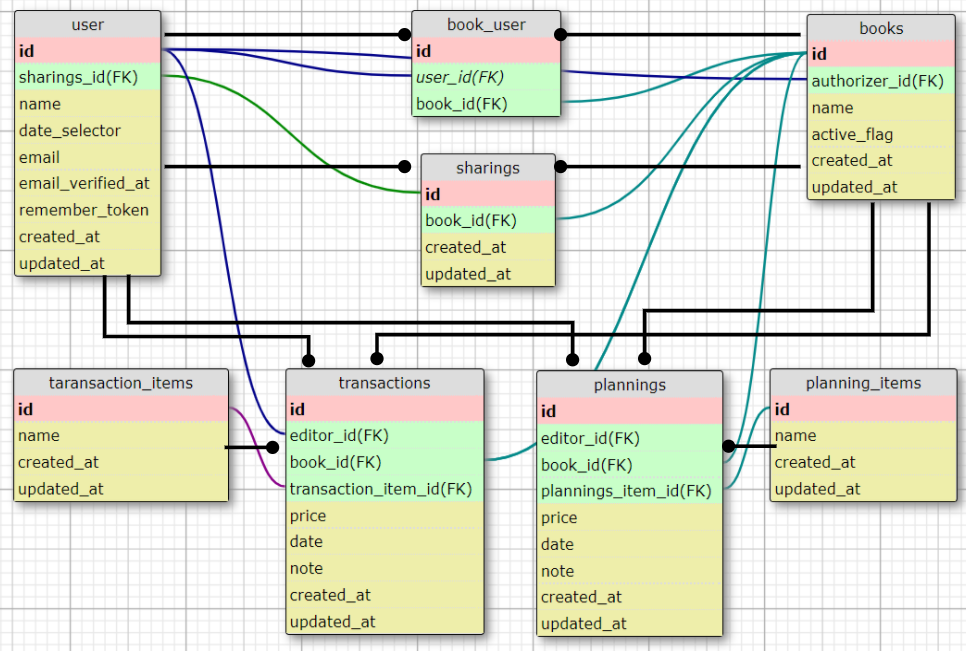 user
id
sharings_id(FK)
name
date_selector
email
email_verified_at
remember_token
created_at
updated_at
book_user
id
user_id(FK)
book_id(FK)
books
id
authorizer_id(FK)
name
active_flag
created_at
updated_at
sharings
id
book_id(FK)
created_at
updated_at
taransaction_items
id
name
created_at
updated_at
transactions
id
editor_id(FK)
book_id(FK)
transaction_item_id(FK)
price
date
note
created_at
updated_at
plannings
id
editor_id(FK)
book_id(FK)
plannings_item_id(FK)
price
date
note
created_at
updated_at
planning_items
id
name
created_at
updated_at